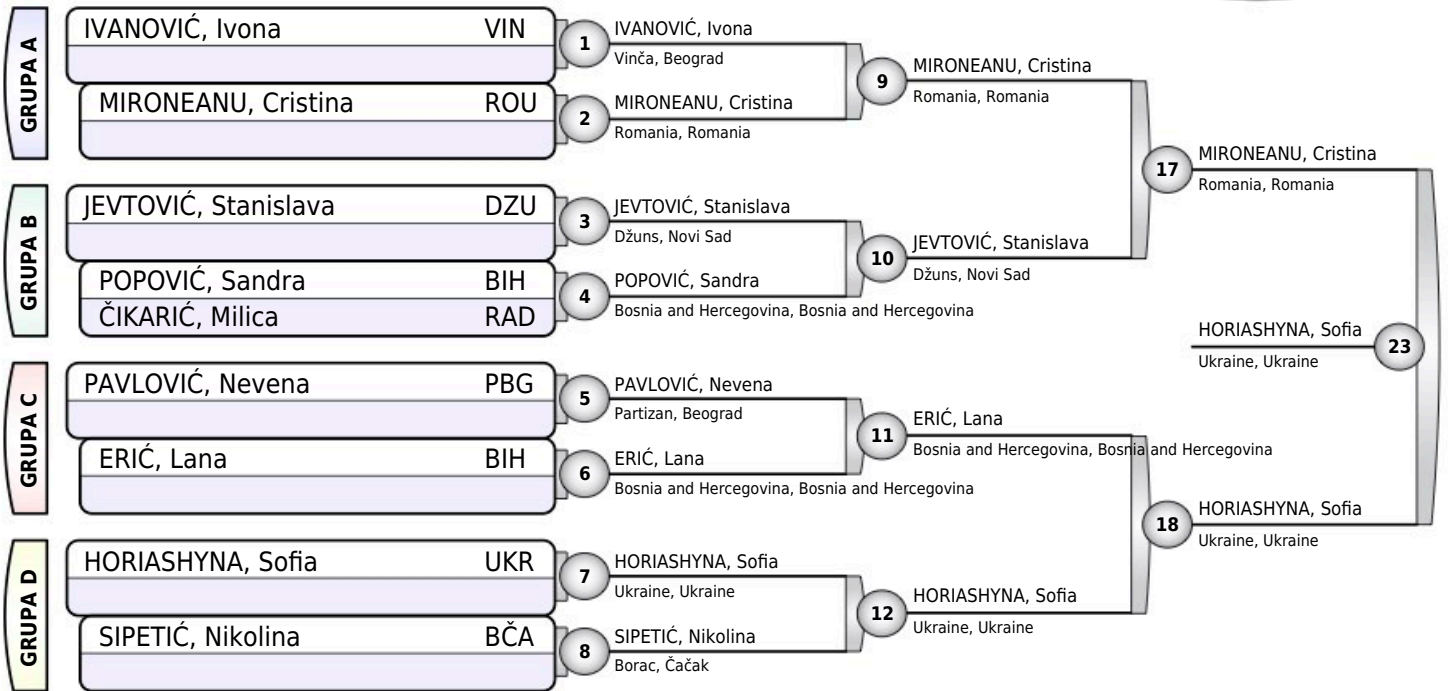 GRUPA A
IVANOVIĆ, Ivona VIN
MIRONEANU, Cristina ROU
1
IVANOVIĆ, Ivona
Vinča, Beograd
2
MIRONEANU, Cristina
Romania, Romania
9
MIRONEANU, Cristina
Romania, Romania
GRUPA B
JEVTOVIĆ, Stanislava DZU
POPOVIĆ, Sandra BIH
ČIKARIĆ, Milica RAD
3
JEVTOVIĆ, Stanislava
Džuns, Novi Sad
4
POPOVIĆ, Sandra
Bosnia and Hercegovina, Bosnia and Hercegovina
10
JEVTOVIĆ, Stanislava
Džuns, Novi Sad
17
MIRONEANU, Cristina
Romania, Romania
GRUPA C
PAVLOVIĆ, Nevena PBG
ERIĆ, Lana BIH
5
PAVLOVIĆ, Nevena
Partizan, Beograd
6
ERIĆ, Lana
Bosnia and Hercegovina, Bosnia and Hercegovina
11
ERIĆ, Lana
Bosnia and Hercegovina, Bosnia and Hercegovina
GRUPA D
HORIASHYNA, Sofia UKR
SIPETIĆ, Nikolina BČA
7
HORIASHYNA, Sofia
Ukraine, Ukraine
8
SIPETIĆ, Nikolina
Borac, Čačak
12
HORIASHYNA, Sofia
Ukraine, Ukraine
18
HORIASHYNA, Sofia
Ukraine, Ukraine
HORIASHYNA, Sofia
Ukraine, Ukraine
23